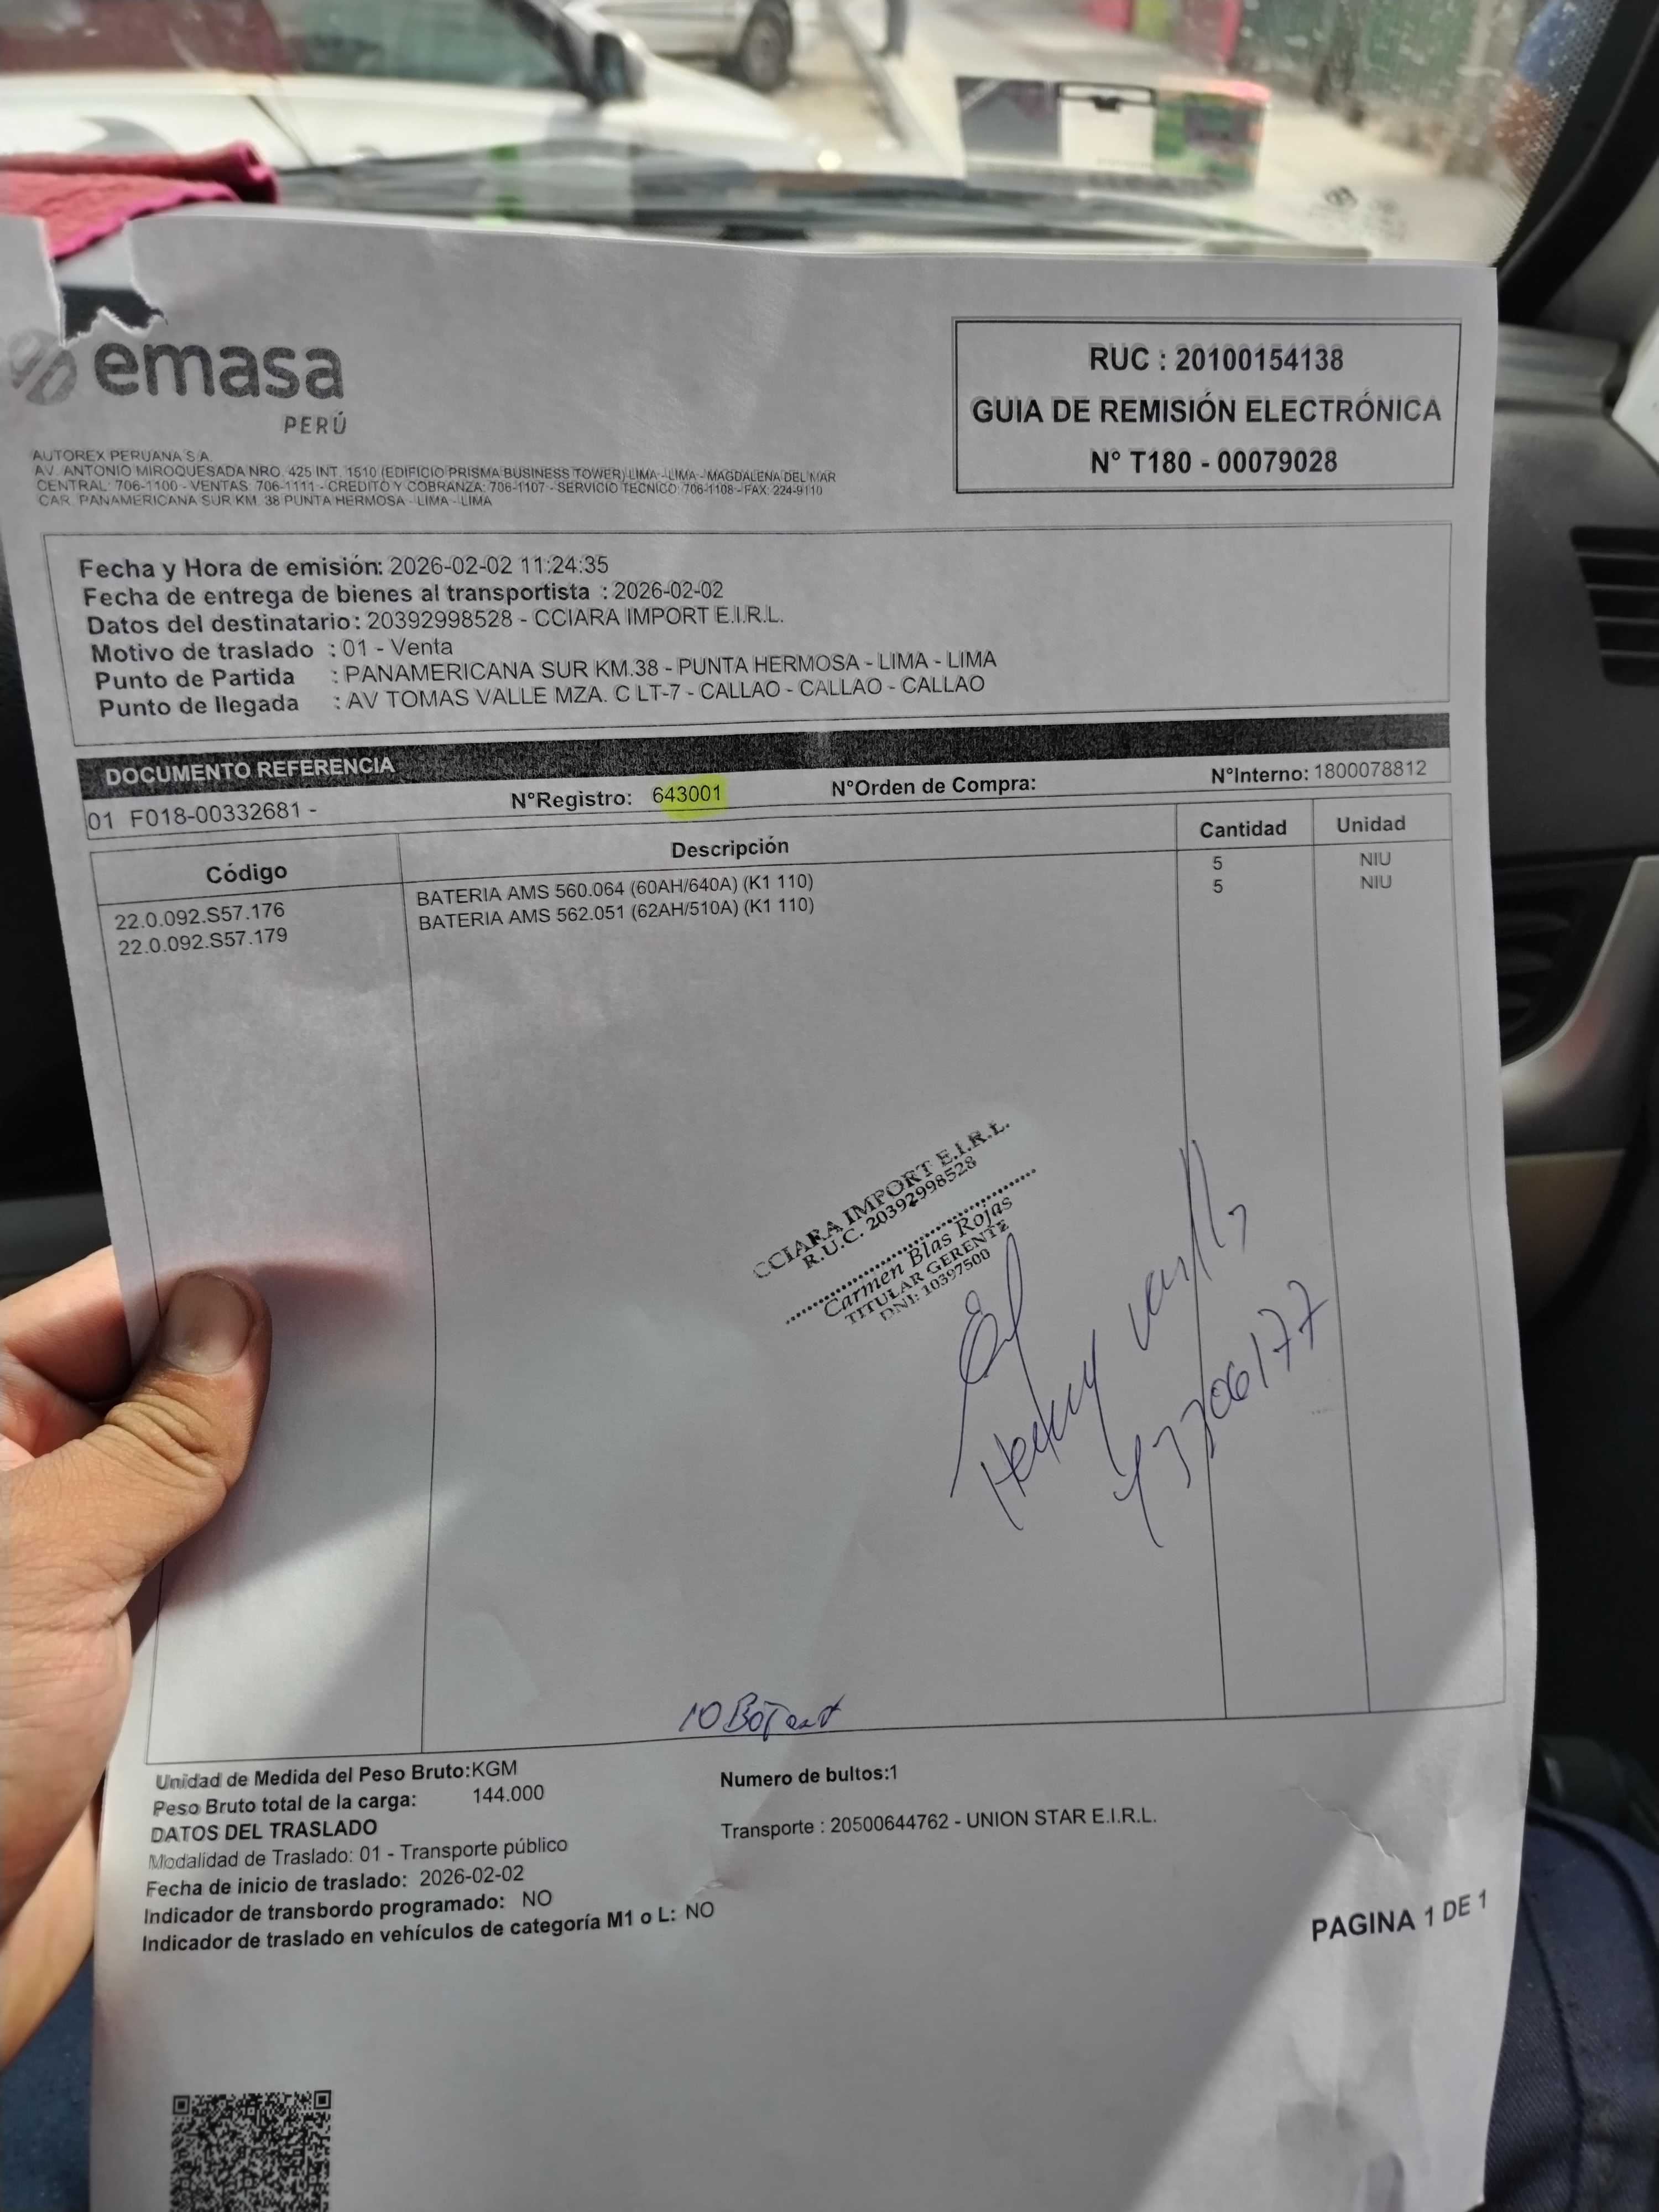 emasa
PERÚ
RUC : 20100154138
GUIA DE REMISIÓN ELECTRÓNICA
N° T180 - 00079028
AUTOREX PERUANA S.A.
AV. ANTONIO MIROQUESADA NRO. 425 INT. 1510 (EDIFICIO PRISMA BUSINESS TOWER) LIMA - LIMA - MAGDALENA DEL MAR
CENTRAL: 706-1100 - VENTAS: 706-1111 - CREDITO Y COBRANZA: 706-1107 - SERVICIO TECNICO: 706-1108 - FAX: 224-9110
CAR. PANAMERICANA SUR KM. 38 PUNTA HERMOSA - LIMA - LIMA
Fecha y Hora de emisión: 2026-02-02 11:24:35
Fecha de entrega de bienes al transportista : 2026-02-02
Datos del destinatario: 20392998528 - CCIARA IMPORT E.I.R.L.
Motivo de traslado : 01 - Venta
Punto de Partida : PANAMERICANA SUR KM.38 - PUNTA HERMOSA - LIMA - LIMA
Punto de llegada : AV TOMAS VALLE MZA. C LT-7 - CALLAO - CALLAO - CALLAO
DOCUMENTO REFERENCIA
01 F018-00332681 - N°Registro: 643001 N°Orden de Compra: N°Interno: 1800078812
Código Descripción Cantidad Unidad
22.0.092.S57.176 BATERIA AMS 560.064 (60AH/640A) (K1 110) 5 NIU
22.0.092.S57.179 BATERIA AMS 562.051 (62AH/510A) (K1 110) 5 NIU
CCIARA IMPORT E.I.R.L.
R.U.C. 20392998528
Carmen Blas Rojas
TITULAR GERENTE
DNI: 10397500
10
Unidad de Medida del Peso Bruto:KGM Numero de bultos:1
Peso Bruto total de la carga: 144.000
DATOS DEL TRASLADO Transporte : 20500644762 - UNION STAR E.I.R.L.
Modalidad de Traslado: 01 - Transporte público
Fecha de inicio de traslado: 2026-02-02
Indicador de transbordo programado: NO
Indicador de traslado en vehículos de categoría M1 o L: NO
PAGINA 1 DE 1